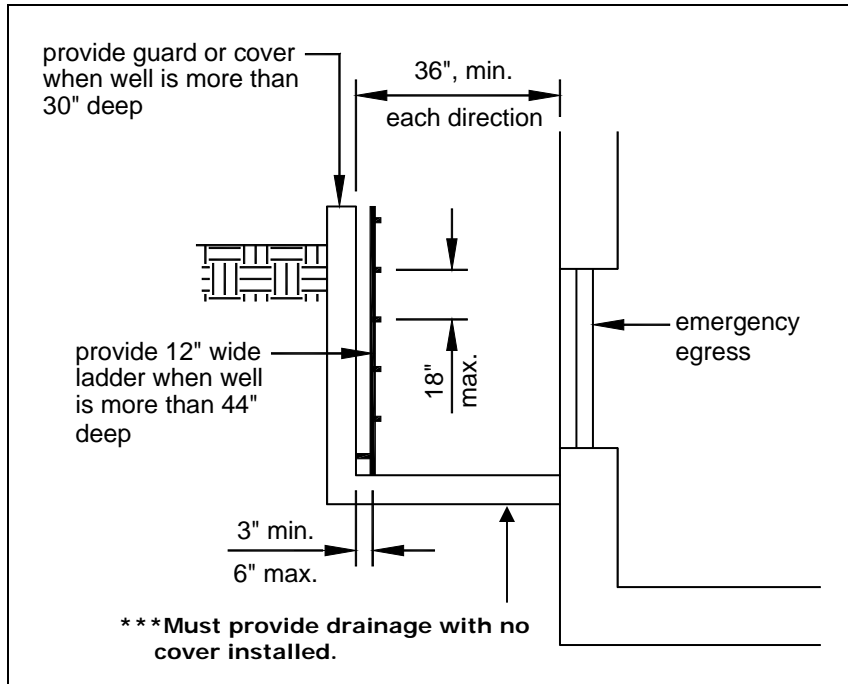 provide guard or cover
when well is more than
30" deep
36", min.
each direction
emergency
egress
provide 12" wide
ladder when well
is more than 44"
deep
18"
max.
3" min.
6" max.
***Must provide drainage with no
cover installed.